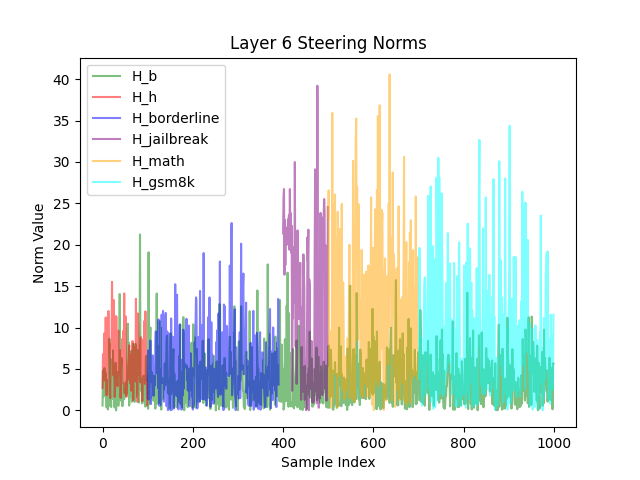 Layer 6 Steering Norms
H_b
H_h
H_borderline
H_jailbreak
H_math
H_gsm8k
Norm Value
40
35
30
25
20
15
10
5
0
0 200 400 600 800 1000
Sample Index